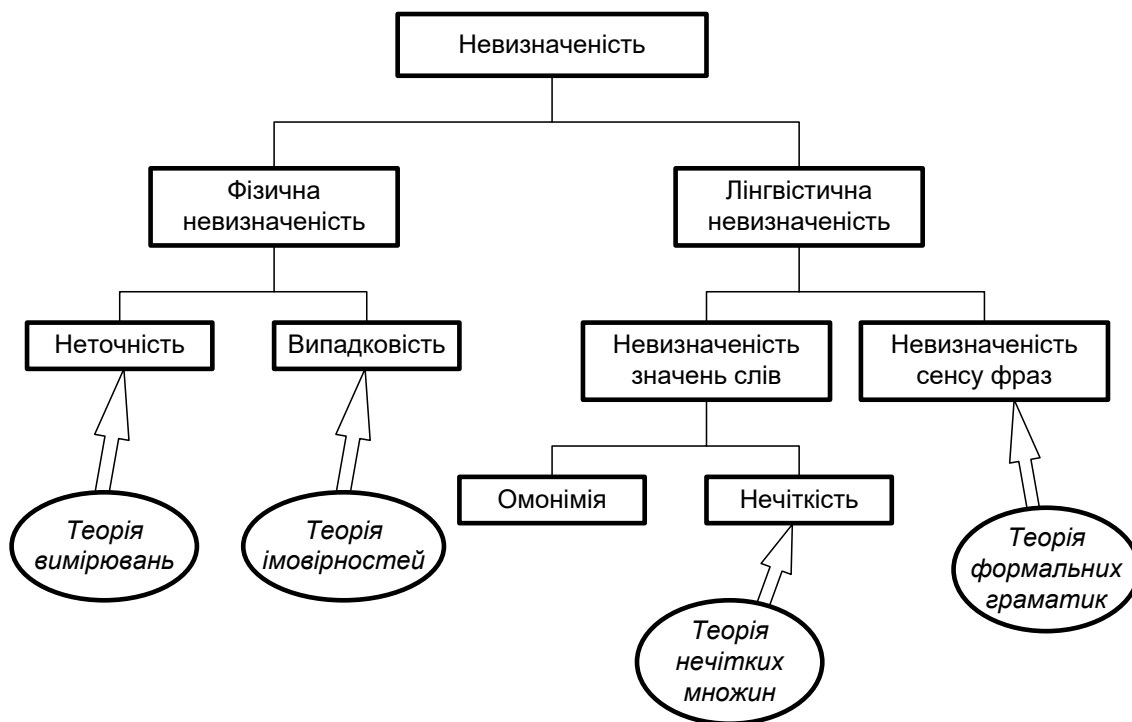 Невизначеність
Фізична
невизначеність
Лінгвістична
невизначеність
Неточність
Випадковість
Невизначеність
значень слів
Невизначеність
сенсу фраз
Омонімія
Нечіткість
Теорія
вимірювань
Теорія
імовірностей
Теорія
нечітких
множин
Теорія
формальних
граматик